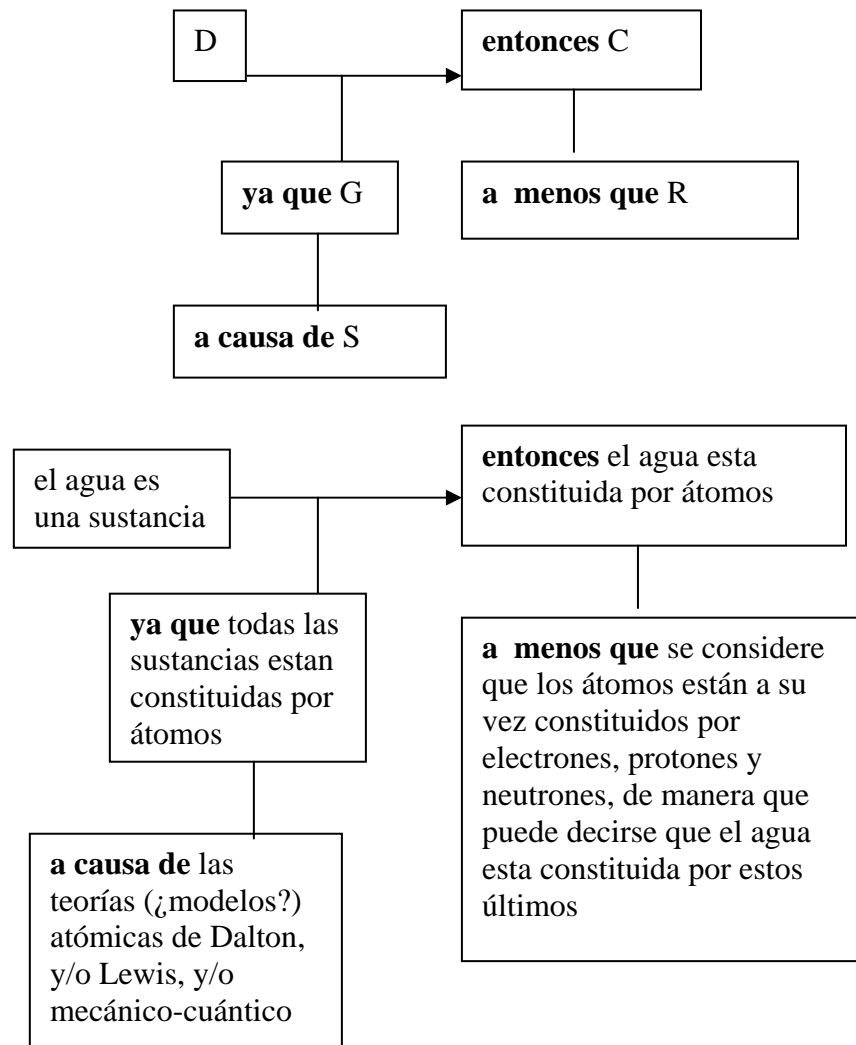 D
entonces C
ya que G
a menos que R
a causa de S
el agua es
una sustancia
entonces el agua esta
constituida por átomos
ya que todas las
sustancias estan
constituidas por
átomos
a menos que se considere
que los átomos están a su
vez constituidos por
electrones, protones y
neutrones, de manera que
puede decirse que el agua
esta constituida por estos
últimos
a causa de las
teorías (¿modelos?)
atómicas de Dalton,
y/o Lewis, y/o
mecánico-cuántico